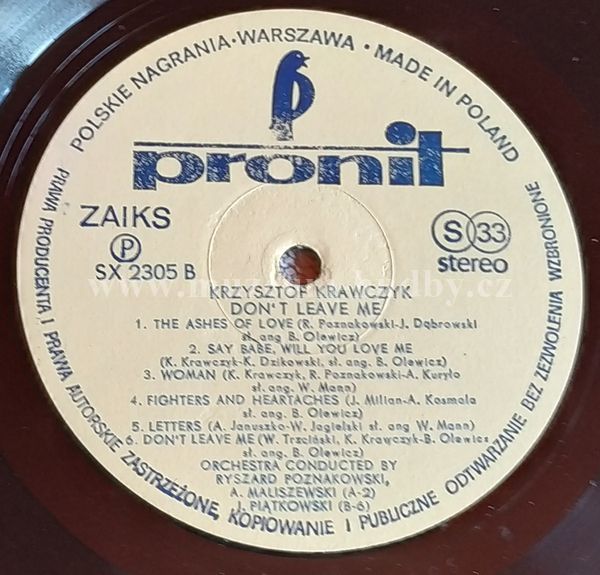 POLSKIE NAGRANIA·WARSZAWA · MADE IN POLAND
pronit
ZAIKS
P
SX 2305 B
S 33
stereo
KRZYSZTOF KRAWCZYK
DON'T LEAVE ME
1. THE ASHES OF LOVE (R. Poznakowski-J. Dąbrowski
sł. ang B. Olewicz)
2. SAY BABE, WILL YOU LOVE ME
(K. Krawczyk-K. Dzikowski, sł. ang. B. Olewicz)
3. WOMAN (K. Krawczyk, R. Poznakowski-A. Kuryło
sł. ang. W. Mann)
4. FIGHTERS AND HEARTACHES (J. Milian-A. Kosmala
sł. ang. B. Olewicz)
5. LETTERS (A. Januszko-W. Jagielski sł. ang W. Mann)
6. DON'T LEAVE ME (W. Trzciński, K. Krawczyk-B. Olewicz
sł. ang. B. Olewicz)
ORCHESTRA CONDUCTED BY
RYSZARD POZNAKOWSKI,
A. MALISZEWSKI (A-2)
J. PIĄTKOWSKI (B-6)
PRAWA PRODUCENTA I PRAWA AUTORSKIE ZASTRZEŻONE, KOPIOWANIE I PUBLICZNE ODTWARZANIE BEZ ZEZWOLENIA WZBRONIONE